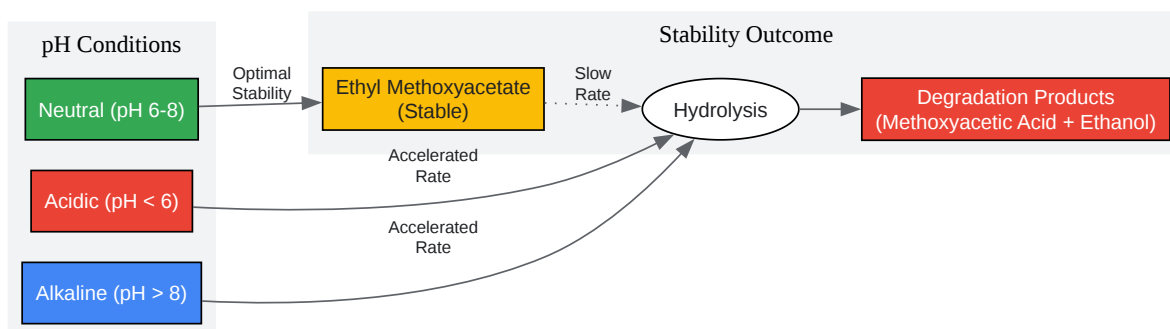 pH Conditions
Stability Outcome
Neutral (pH 6-8)
Optimal
Stability
Ethyl Methoxyacetate
(Stable)
Slow
Rate
Hydrolysis
Degradation Products
(Methoxyacetic Acid + Ethanol)
Acidic (pH < 6)
Accelerated
Rate
Alkaline (pH > 8)
Accelerated
Rate